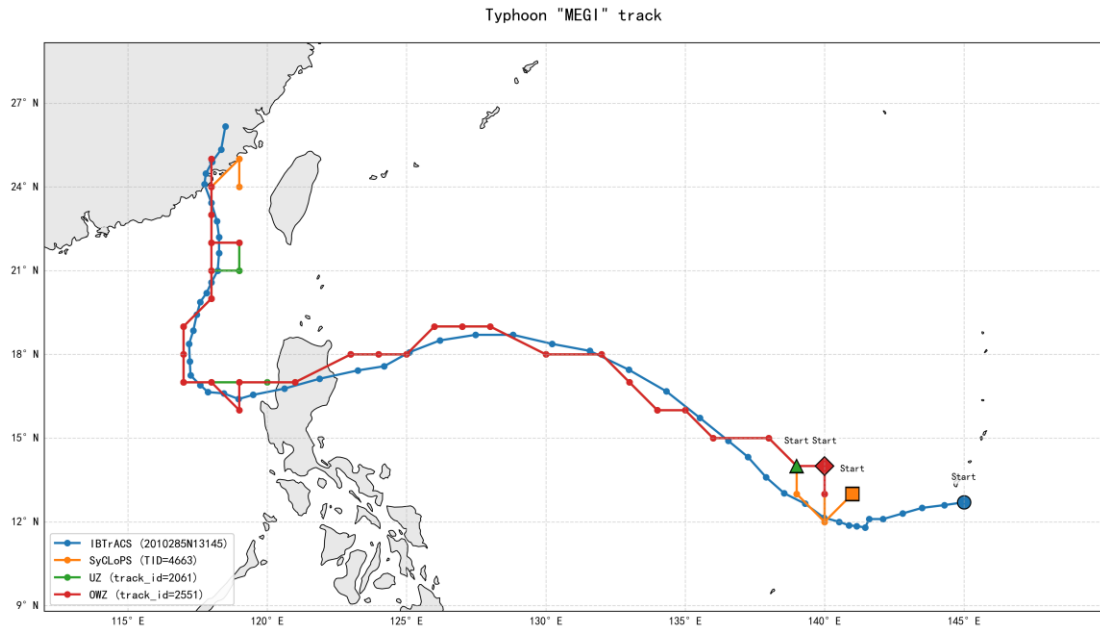 Typhoon "MEGI" track
27° N
24° N
21° N
18° N
15° N
12° N
9° N
Start Start
Start
Start
IBTrACS (2010285N13145)
SyCLoPS (TID=4663)
UZ (track_id=2061)
OWZ (track_id=2551)
115° E
120° E
125° E
130° E
135° E
140° E
145° E